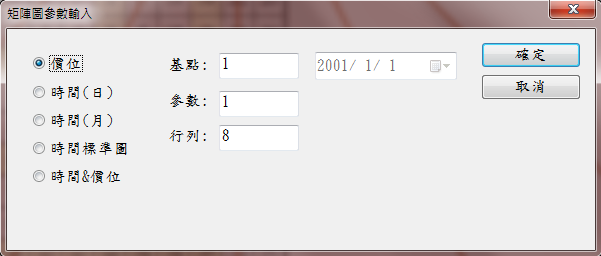 矩陣圖參數輸入
價位
時間(日)
時間(月)
時間標準圖
時間&價位
基點: 1
2001/ 1/ 1
參數: 1
行列: 8
確定
取消